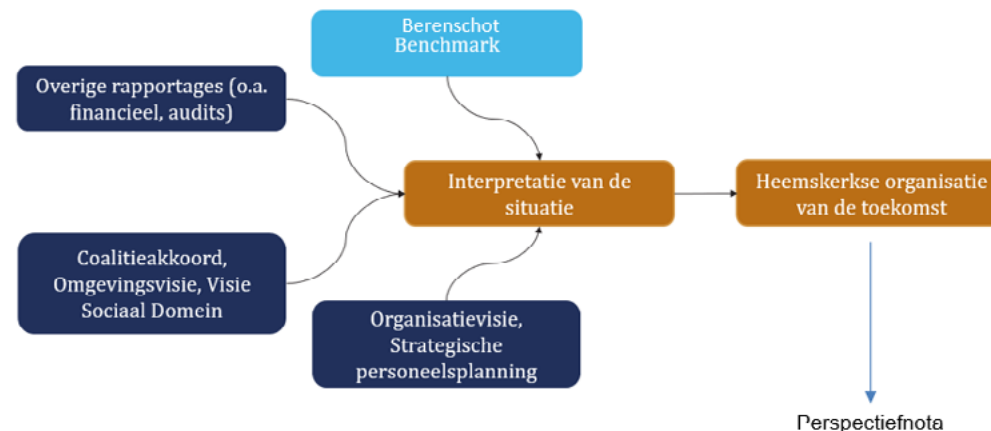 Berenschot
Benchmark
Overige rapportages (o.a.
financieel, audits)
Interpretatie van de
situatie
Heemskerkse organisatie
van de toekomst
Coalitieakkoord,
Omgevingsvisie, Visie
Sociaal Domein
Organisatievisie,
Strategische
personeelsplanning
Perspectiefnota